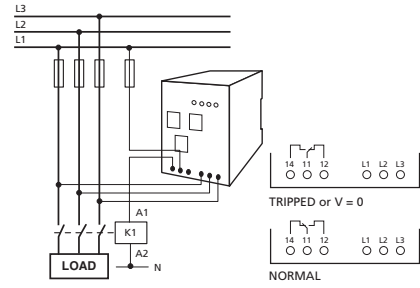 L3
L2
L1
A1
K1
A2
LOAD
N
14 11 12 L1 L2 L3
TRIPPED or V = 0
14 11 12 L1 L2 L3
NORMAL